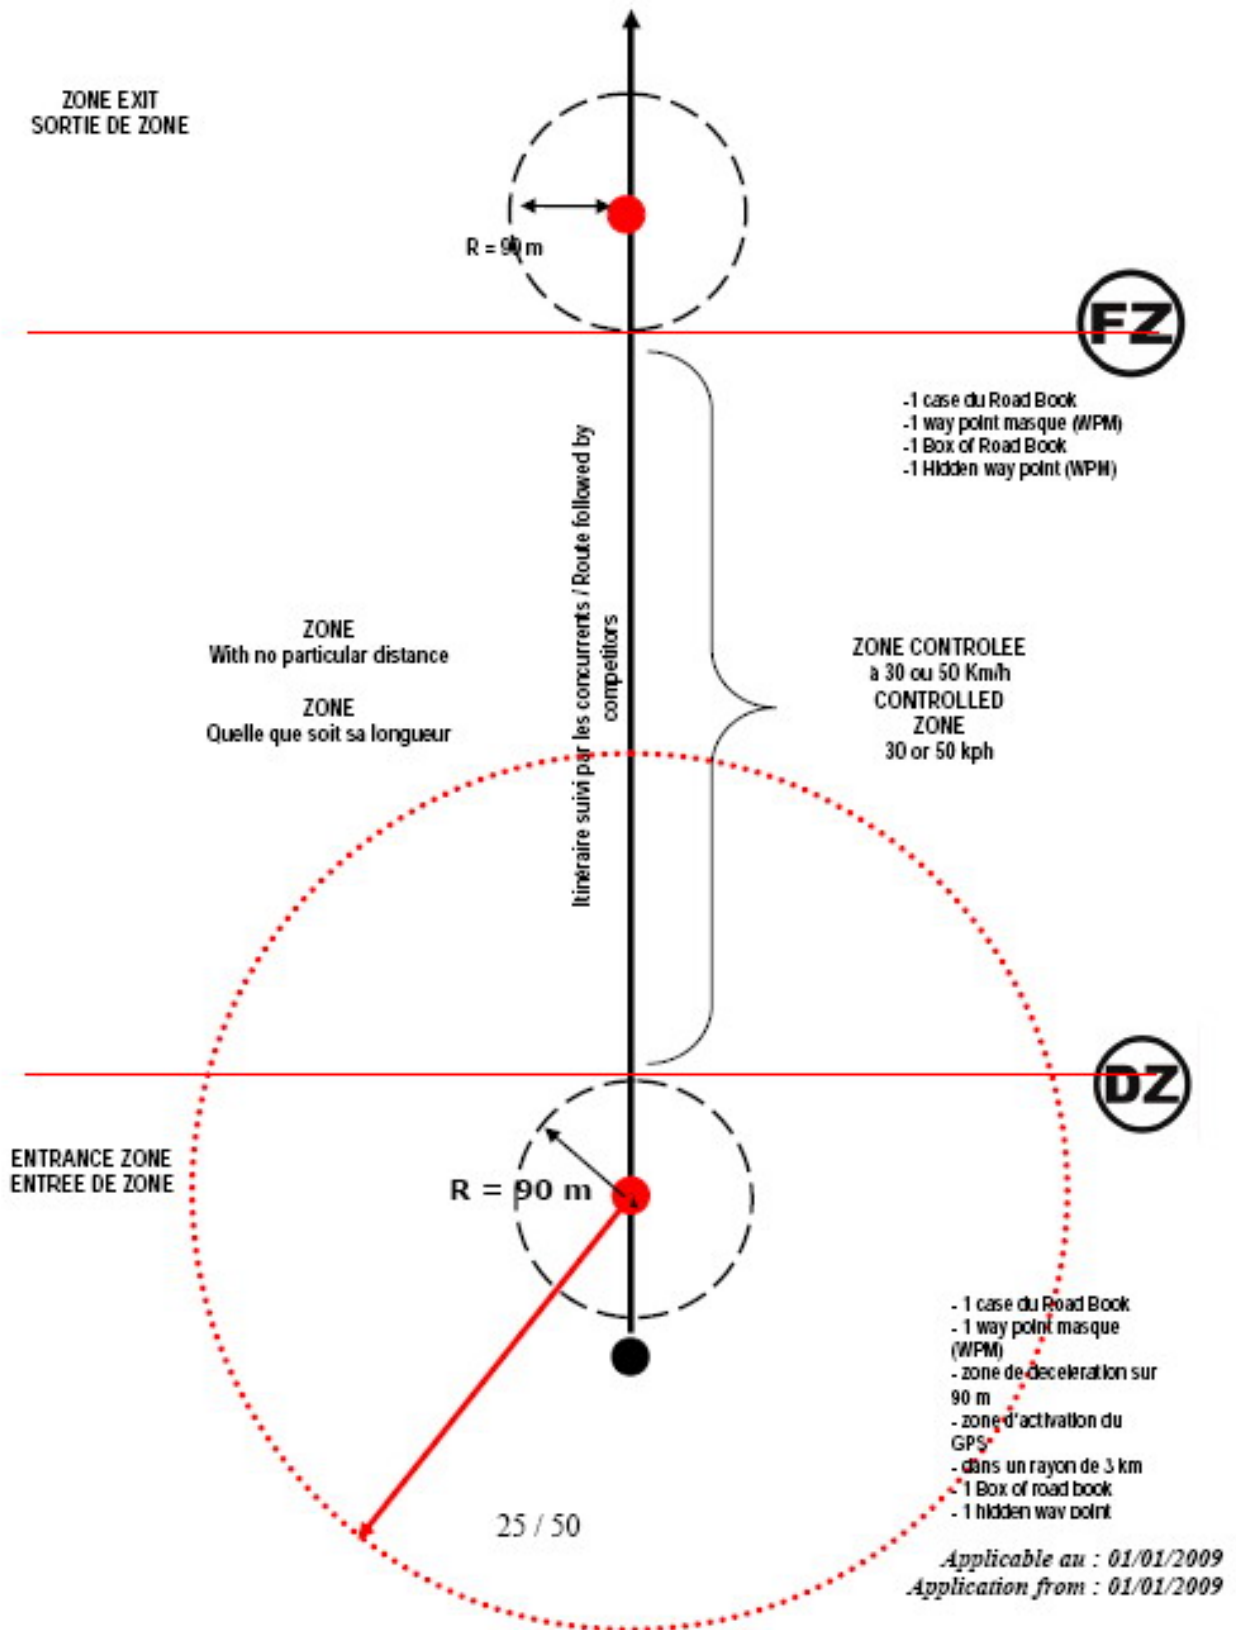 ZONE EXIT
SORTIE DE ZONE
R = 90 m
FZ
-1 case du Road Book
-1 way point masque (WPM)
-1 Box of Road Book
-1 Hidden way point (WPM)
Itinéraire suivi par les concurrents / Route followed by
competitors
ZONE
With no particular distance
ZONE
Quelle que soit sa longueur
ZONE CONTROLEE
à 30 ou 50 Km/h
CONTROLLED
ZONE
30 or 50 kph
DZ
ENTRANCE ZONE
ENTREE DE ZONE
R = 90 m
- 1 case du Road Book
- 1 way point masque
(WPM)
- zone de deceleration sur
90 m
- zone d'activation du
GPS
- dans un rayon de 3 km
- 1 Box of road book
- 1 hidden way point
25 / 50
Applicable au : 01/01/2009
Application from : 01/01/2009